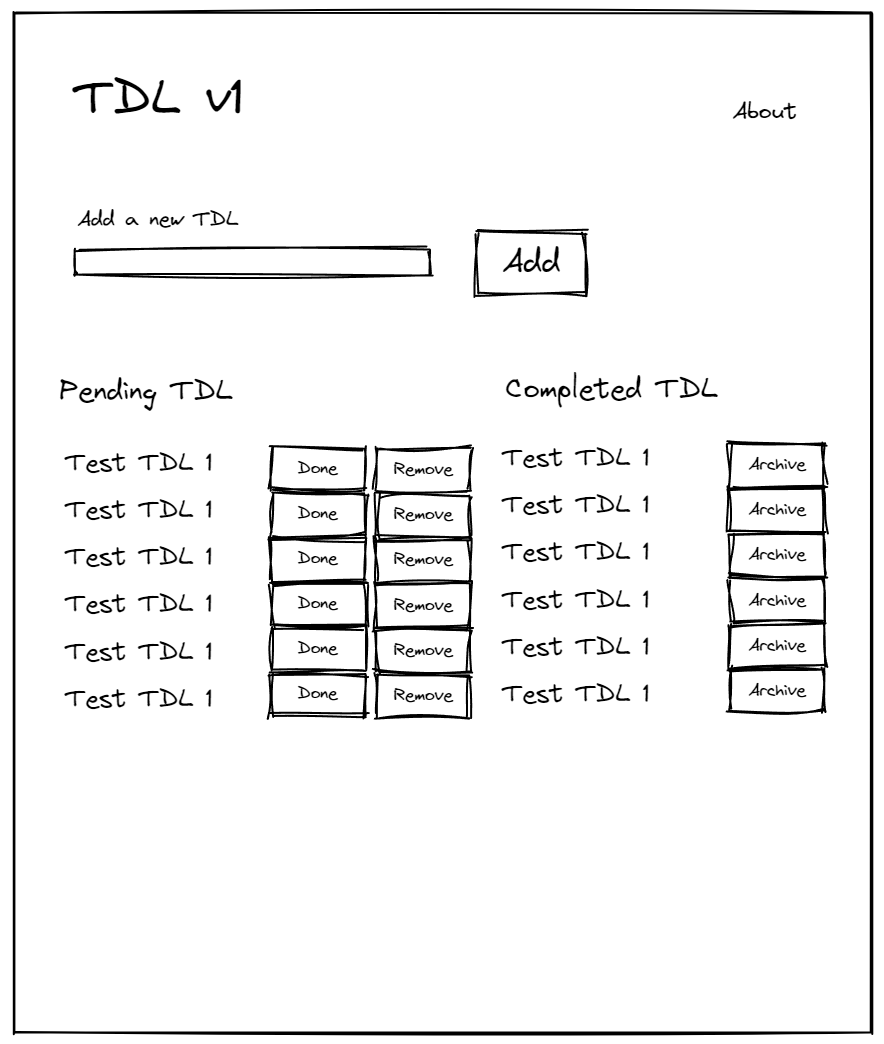 TDL v1
About
Add a new TDL
Add
Pending TDL
Completed TDL
Test TDL 1 Done Remove
Test TDL 1 Archive
Test TDL 1 Done Remove
Test TDL 1 Archive
Test TDL 1 Done Remove
Test TDL 1 Archive
Test TDL 1 Done Remove
Test TDL 1 Archive
Test TDL 1 Done Remove
Test TDL 1 Archive
Test TDL 1 Done Remove
Test TDL 1 Archive